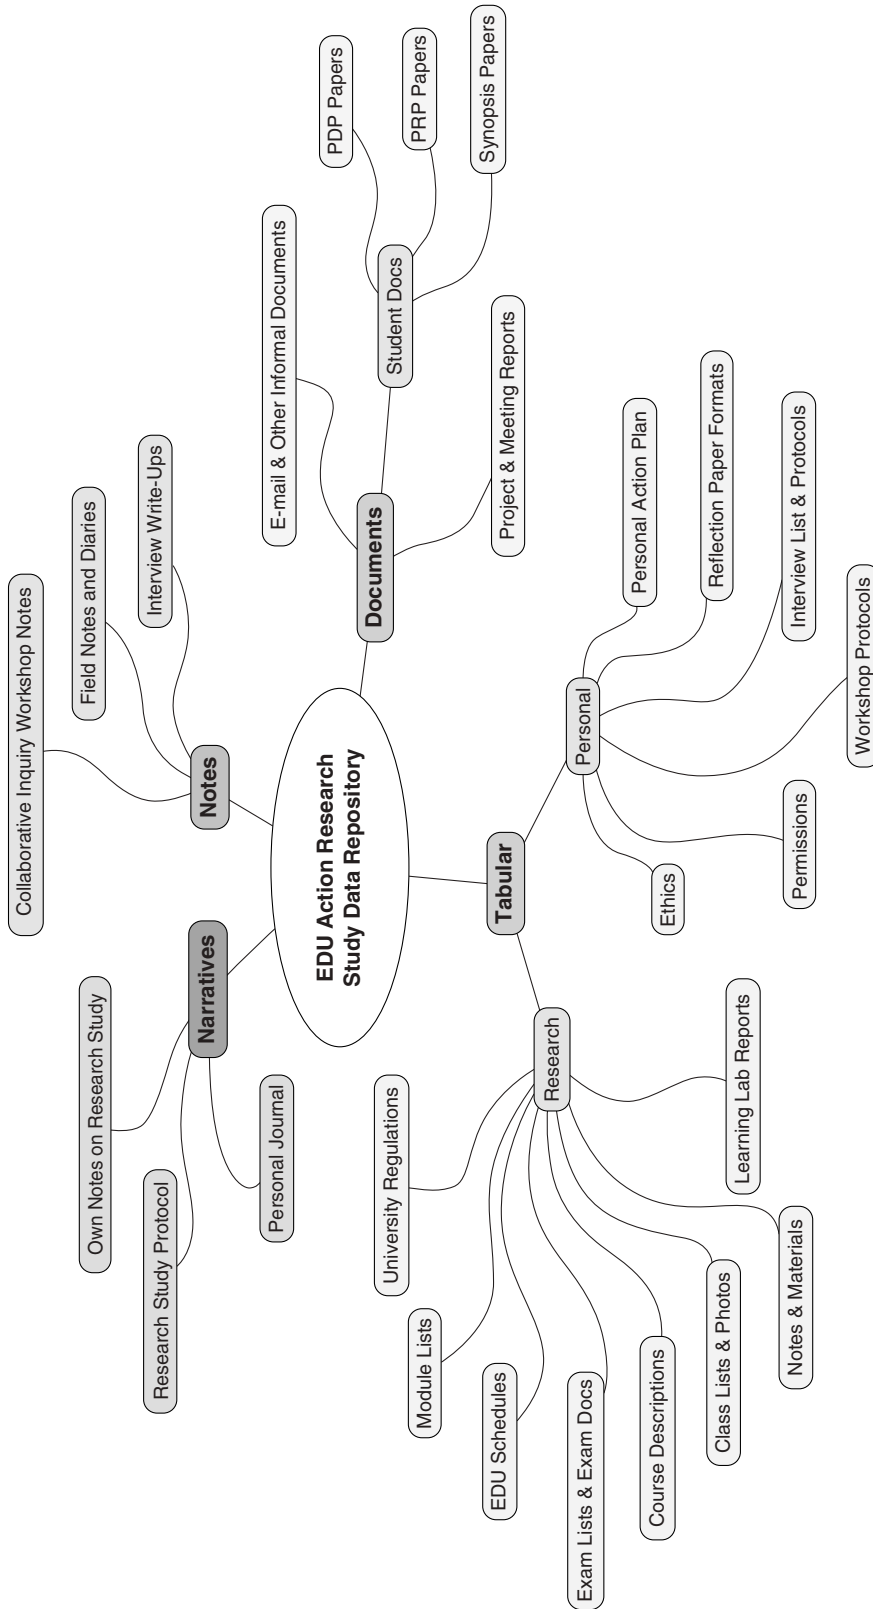 Collaborative Inquiry Workshop Notes
Field Notes and Diaries
Interview Write-Ups
Notes
Own Notes on Research Study
Research Study Protocol
Personal Journal
Narratives
EDU Action Research
Study Data Repository
Documents
E-mail & Other Informal Documents
Student Docs
PDP Papers
PRP Papers
Synopsis Papers
Project & Meeting Reports
Tabular
Research
University Regulations
Module Lists
EDU Schedules
Exam Lists & Exam Docs
Course Descriptions
Class Lists & Photos
Notes & Materials
Learning Lab Reports
Personal
Ethics
Permissions
Workshop Protocols
Interview List & Protocols
Reflection Paper Formats
Personal Action Plan